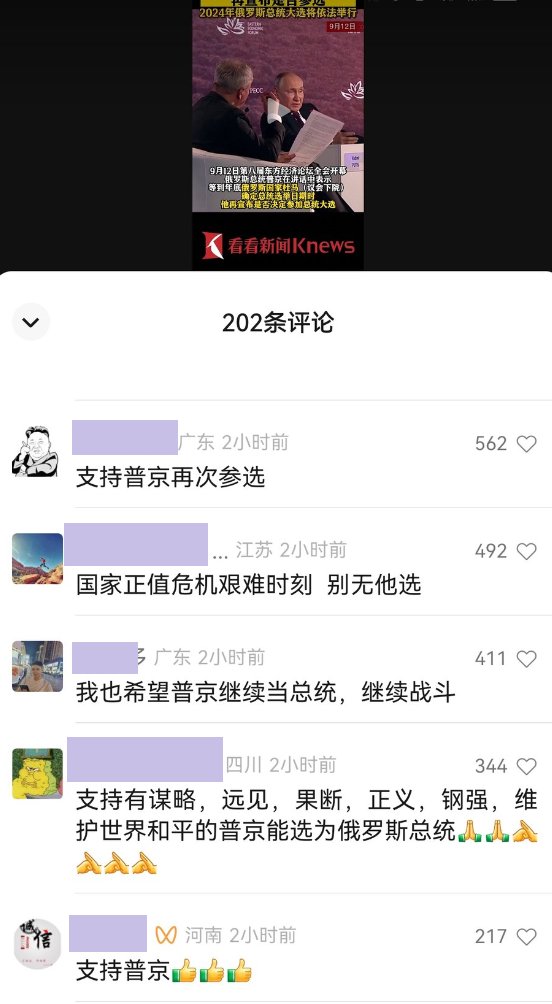 再宣布是否参选
2024年俄罗斯总统大选将依法举行
9月12日
9月12日第八届东方经济论坛全会开幕
俄罗斯总统普京在讲话中表示
等到年底俄罗斯国家杜马（议会下院）
确定总统选举日期时
他再宣布是否决定参加总统大选
看看新闻Knews
202条评论
广东 2小时前 562
支持普京再次参选
... 江苏 2小时前 492
国家正值危机艰难时刻 别无他选
广东 2小时前 411
我也希望普京继续当总统，继续战斗
四川 2小时前 344
支持有谋略，远见，果断，正义，钢强，维
护世界和平的普京能选为俄罗斯总统🙏🙏🫴
🫴🫴🫴
诚信
河南 2小时前 217
支持普京👍👍👍